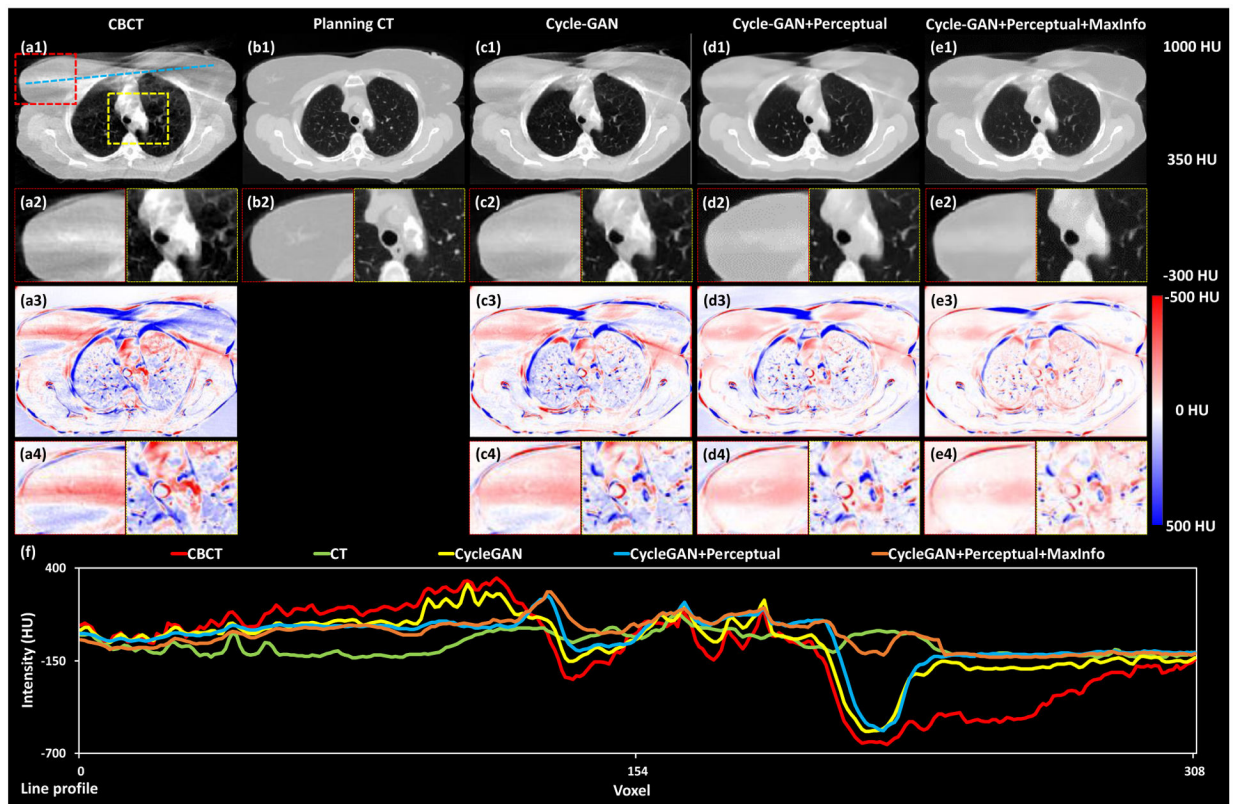 CBCT Planning CT Cycle-GAN Cycle-GAN+Perceptual Cycle-GAN+Perceptual+MaxInfo
(a1) (b1) (c1) (d1) (e1) 1000 HU
350 HU
(a2) (b2) (c2) (d2) (e2)
-300 HU
(a3) (c3) (d3) (e3) -500 HU
0 HU
(a4) (c4) (d4) (e4)
500 HU
(f) CBCT CT CycleGAN CycleGAN+Perceptual CycleGAN+Perceptual+MaxInfo
400
-150
-700
Intensity (HU)
0 154 308
Line profile Voxel